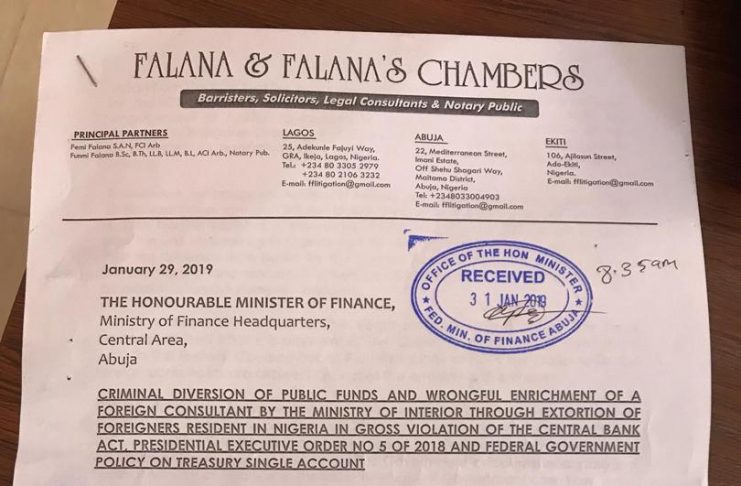 FALANA & FALANA'S CHAMBERS
Barristers, Solicitors, Legal Consultants & Notary Public
PRINCIPAL PARTNERS
Femi Falana S.A.N, FCI Arb
Funmi Falana B.Sc, B.Th, LL.B, LL.M, B.L, ACI Arb., Notary Pub.
LAGOS
25, Adekunle Fajuyi Way,
GRA, Ikeja, Lagos, Nigeria.
Tel.: +234 80 3305 2979
+234 80 2106 3232
E-mail: fflitigation@gmail.com
ABUJA
22, Mediterranean Street,
Imani Estate,
Off Shehu Shagari Way,
Maitama District,
Abuja, Nigeria
Tel: +2348033004903
E-mail: fflitigation@gmail.com
EKITI
106, Ajilosun Street,
Ado-Ekiti,
Nigeria.
E-mail: fflitigation@gmail.com
January 29, 2019
OFFICE OF THE HON MINISTER
RECEIVED
31 JAN 2019
FED. MIN. OF FINANCE ABUJA
8.35am
THE HONOURABLE MINISTER OF FINANCE,
Ministry of Finance Headquarters,
Central Area,
Abuja
CRIMINAL DIVERSION OF PUBLIC FUNDS AND WRONGFUL ENRICHMENT OF A
FOREIGN CONSULTANT BY THE MINISTRY OF INTERIOR THROUGH EXTORTION OF
FOREIGNERS RESIDENT IN NIGERIA IN GROSS VIOLATION OF THE CENTRAL BANK
ACT, PRESIDENTIAL EXECUTIVE ORDER NO 5 OF 2018 AND FEDERAL GOVERNMENT
POLICY ON TREASURY SINGLE ACCOUNT